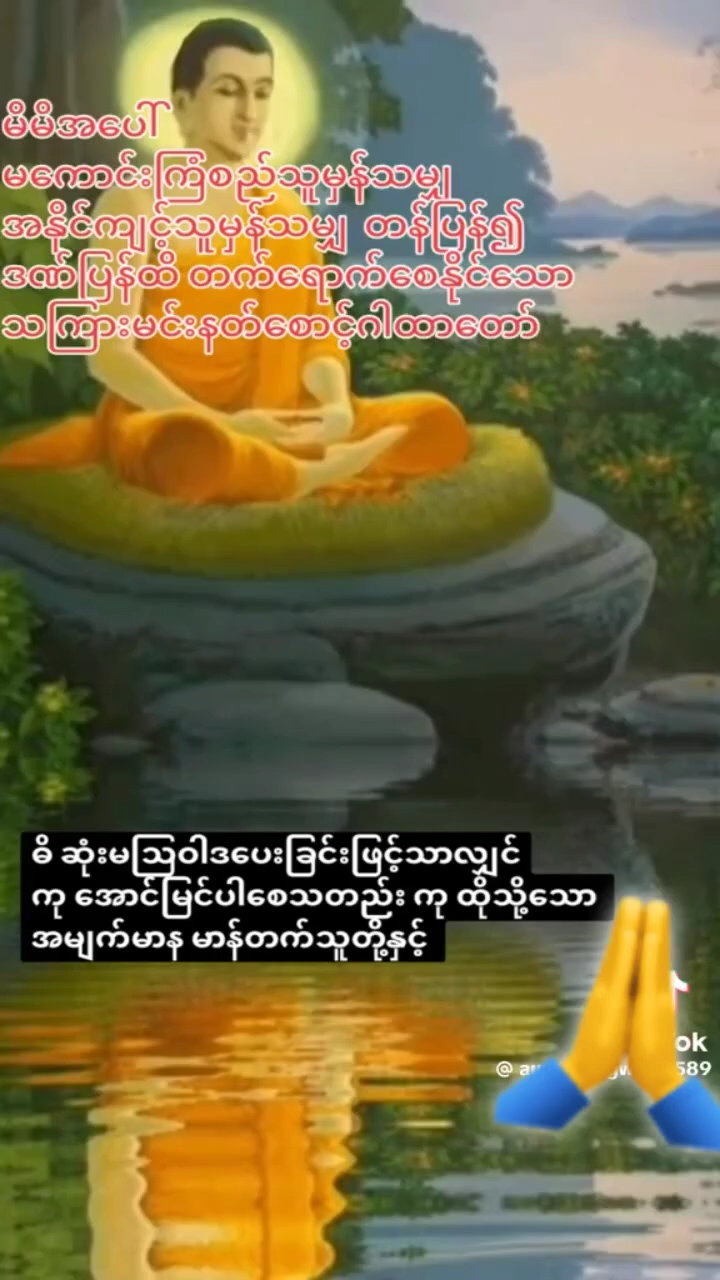 မိမိအပေါ်
မကောင်းကြံစည်သူမှန်သမျှ
အနိုင်ကျင့်သူမှန်သမျှ တန်ပြန်၍
ဒဏ်ပြန်ထိ တက်ရောက်စေနိုင်သော
သကြားမင်းနတ်စောင့်ဂါထာတော်
ဓိ ဆုံးမဩဝါဒပေးခြင်းဖြင့်သာလျှင်
ကု အောင်မြင်ပါစေသတည်း ကု ထိုသို့သော
အမျက်မာန မာန်တက်သူတို့နှင့်